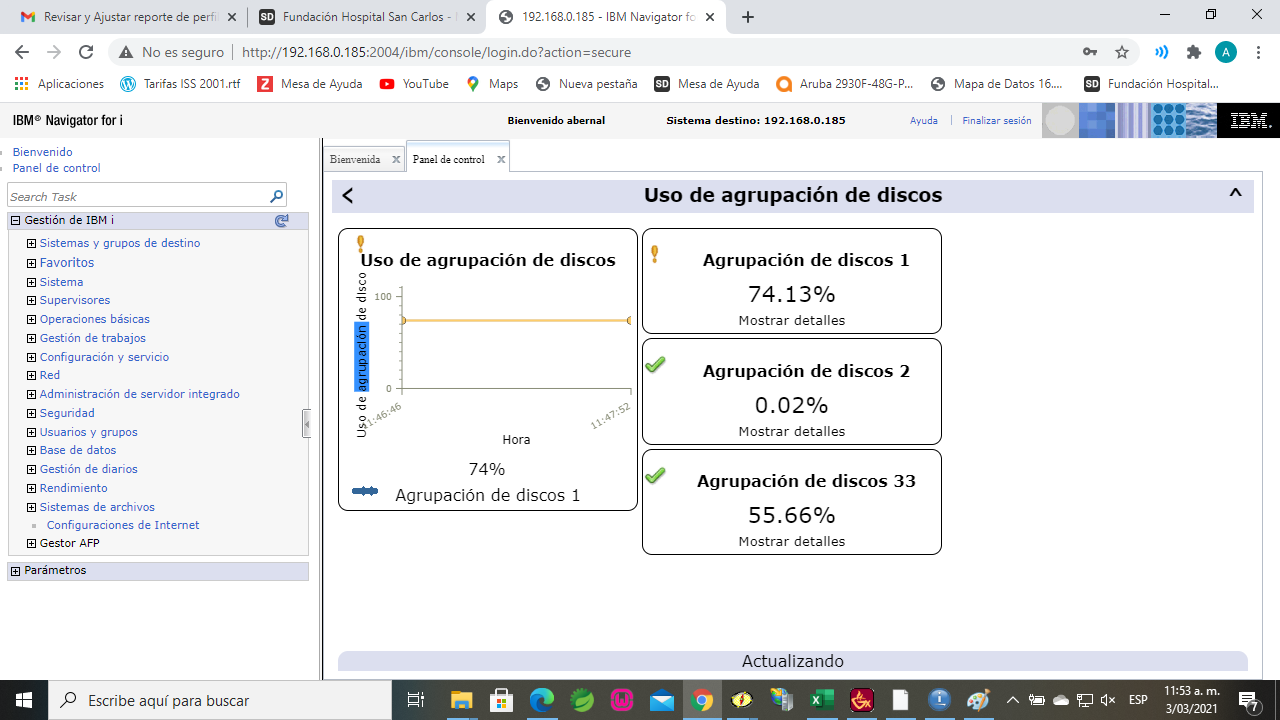 Revisar y Ajustar reporte de perfil
Fundación Hospital San Carlos -
192.168.0.185 - IBM Navigator fo
No es seguro
http://192.168.0.185:2004/ibm/console/login.do?action=secure
A
Aplicaciones
Tarifas ISS 2001.rtf
Mesa de Ayuda
YouTube
Maps
Nueva pestaña
Mesa de Ayuda
Aruba 2930F-48G-P...
Mapa de Datos 16....
Fundación Hospital...
IBM® Navigator for i
Bienvenido abernal
Sistema destino: 192.168.0.185
Ayuda
Finalizar sesión
IBM.
Bienvenido
Panel de control
Search Task
Gestión de IBM i
Sistemas y grupos de destino
Favoritos
Sistema
Supervisores
Operaciones básicas
Gestión de trabajos
Configuración y servicio
Red
Administración de servidor integrado
Seguridad
Usuarios y grupos
Base de datos
Gestión de diarios
Rendimiento
Sistemas de archivos
Configuraciones de Internet
Gestor AFP
Parámetros
Bienvenida
Panel de control
Uso de agrupación de discos
Uso de agrupación de discos
Uso de agrupación de disco
100
0
11:46:46
11:47:52
Hora
74%
Agrupación de discos 1
Agrupación de discos 1
74.13%
Mostrar detalles
Agrupación de discos 2
0.02%
Mostrar detalles
Agrupación de discos 33
55.66%
Mostrar detalles
Actualizando
Escribe aquí para buscar
ESP
11:53 a. m.
3/03/2021
7